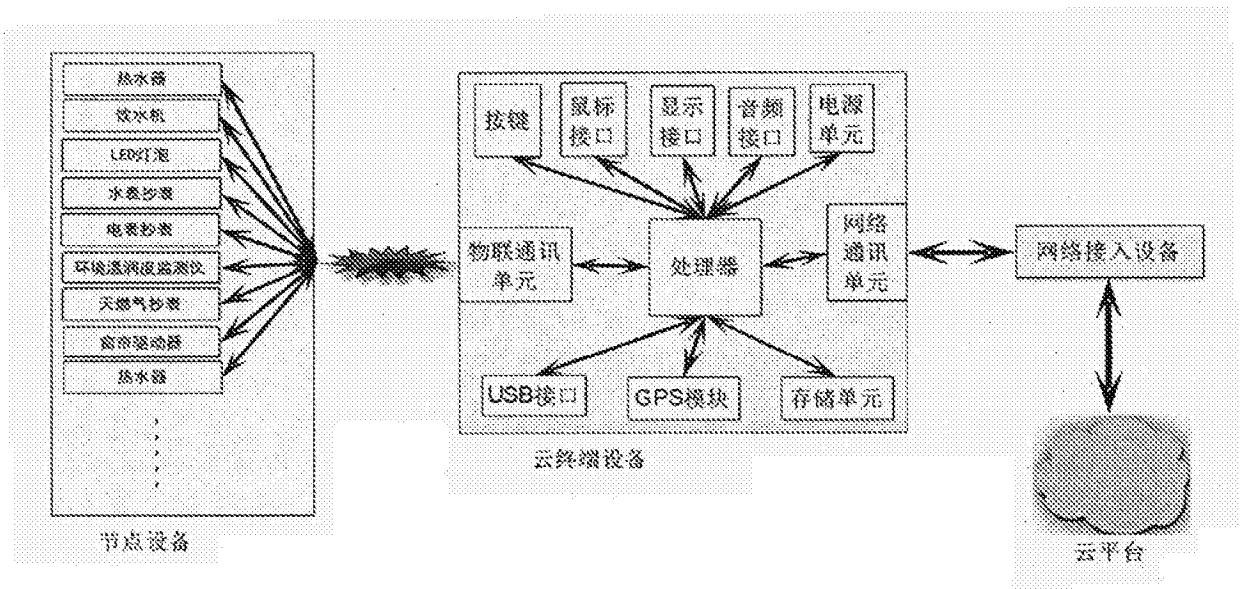 热水器
饮水机
LED灯泡
水表抄表
电表抄表
环境温润度监测仪
天燃气抄表
窗帘驱动器
热水器
节点设备
按键
鼠标
接口
显示
接口
音频
接口
电源
单元
物联通讯
单元
处理器
网络
通讯
单元
USB接口
GPS模块
存储单元
云终端设备
网络接入设备
云平台